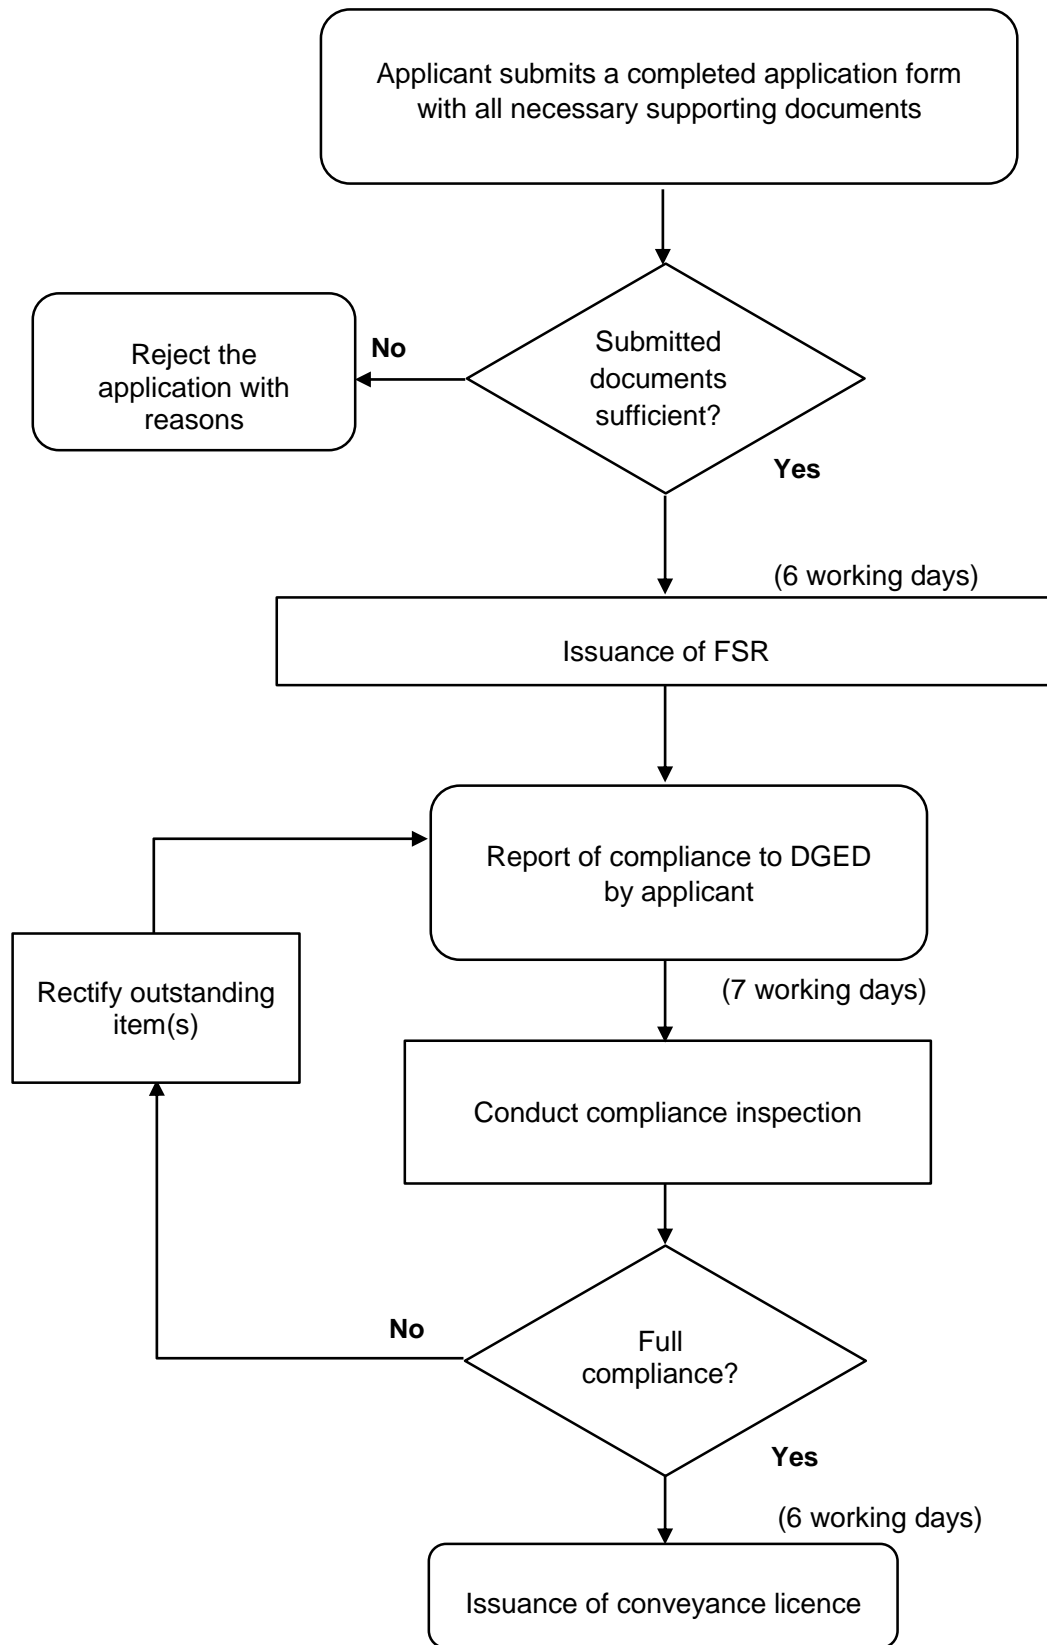 Applicant submits a completed application form
with all necessary supporting documents
Submitted
documents
sufficient?
No
Reject the
application with
reasons
Yes
(6 working days)
Issuance of FSR
Report of compliance to DGED
by applicant
(7 working days)
Rectify outstanding
item(s)
Conduct compliance inspection
No
Full
compliance?
Yes
(6 working days)
Issuance of conveyance licence